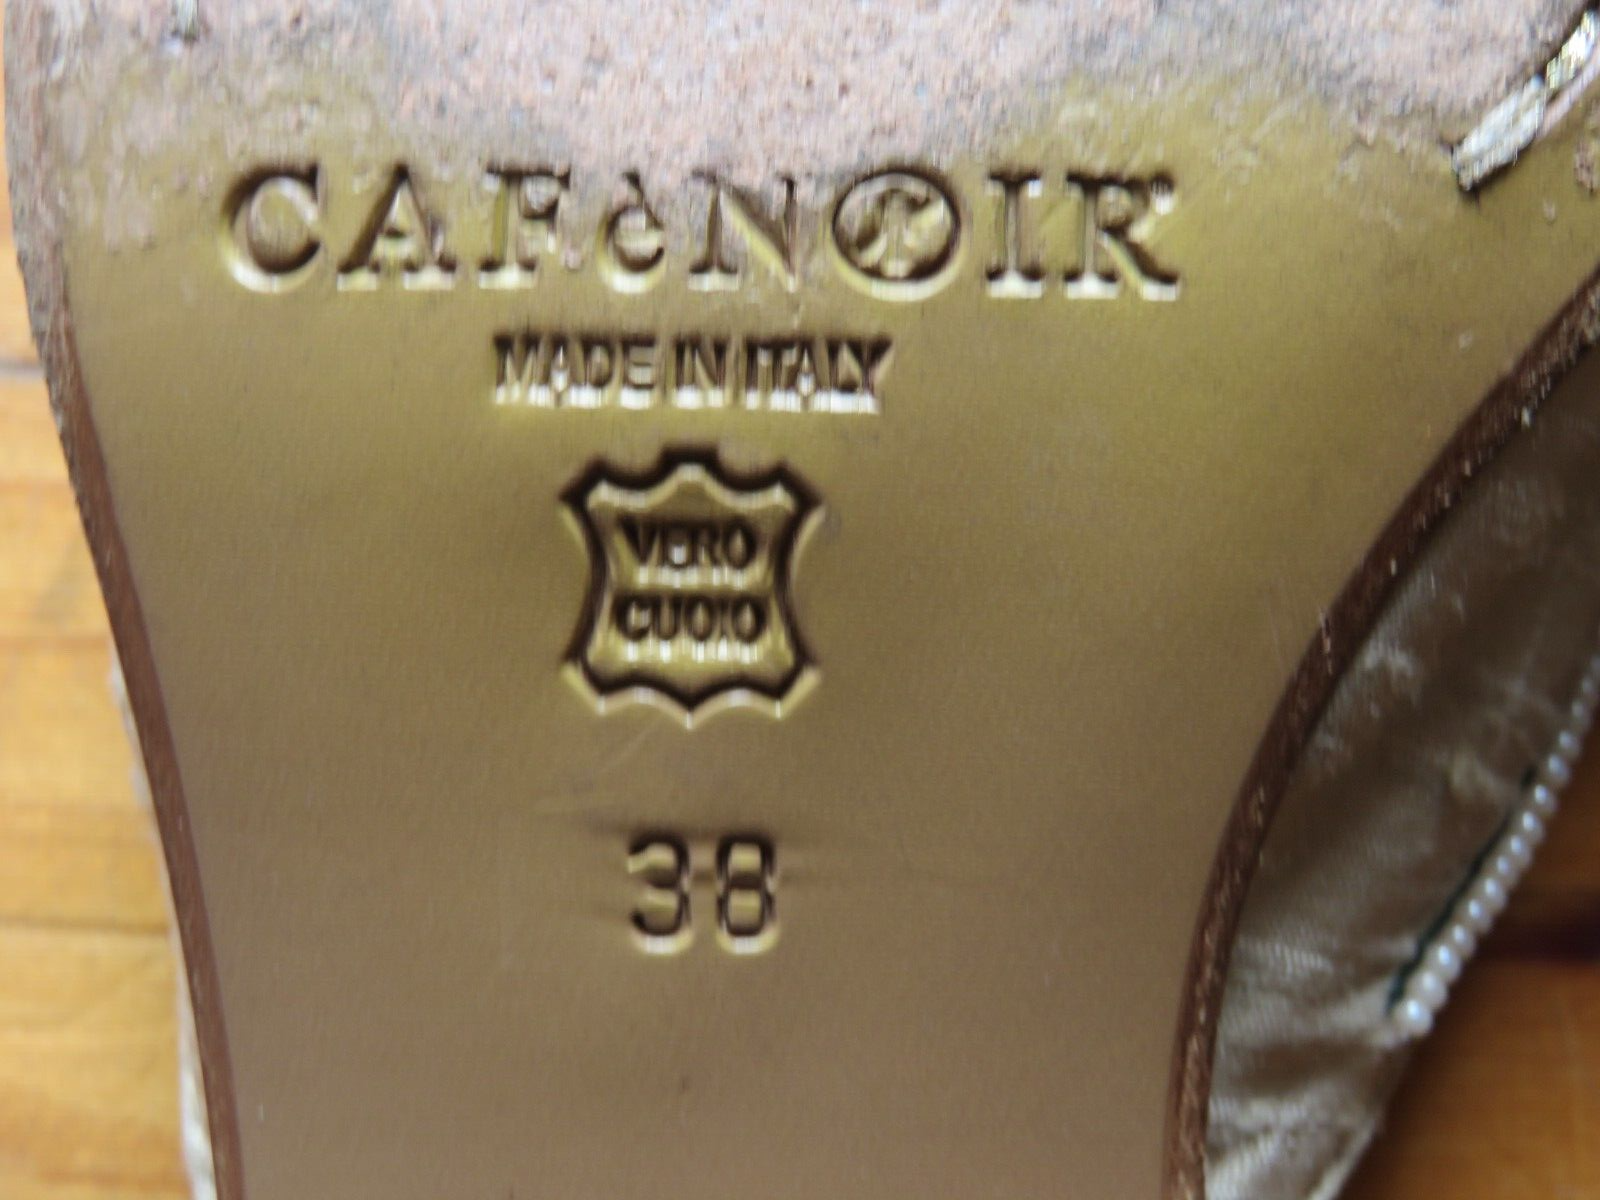 CAFèNOIR
MADE IN ITALY
VERO
CUOIO
38